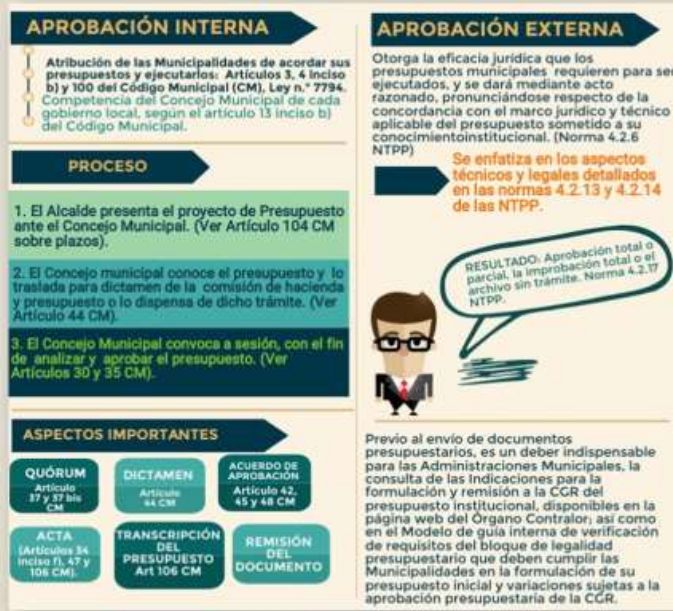 APROBACIÓN INTERNA
Atribución de las Municipalidades de acordar sus
presupuestos y ejecutarlos: Artículos 3, 4 inciso
b) y 100 del Código Municipal (CM), Ley n.° 7794.
Competencia del Concejo Municipal de cada
gobierno local, según el artículo 13 inciso b)
del Código Municipal.
PROCESO
1. El Alcalde presenta el proyecto de Presupuesto
ante el Concejo Municipal. (Ver Artículo 104 CM
sobre plazos).
2. El Concejo municipal conoce el presupuesto y lo
traslada para dictamen de la comisión de hacienda
y presupuesto o lo dispensa de dicho trámite. (Ver
Artículo 44 CM).
3. El Concejo Municipal convoca a sesión, con el fin
de analizar y aprobar el presupuesto. (Ver
Artículos 30 y 35 CM).
ASPECTOS IMPORTANTES
QUÓRUM
Artículo
37 y 37 bis
CM
DICTAMEN
Artículo
44 CM
ACUERDO DE
APROBACIÓN
Artículo 42,
45 y 48 CM
ACTA
(Artículos 34
inciso f), 47 y
106 CM).
TRANSCRIPCIÓN
DEL
PRESUPUESTO
Art 106 CM
REMISIÓN
DEL
DOCUMENTO
APROBACIÓN EXTERNA
Otorga la eficacia jurídica que los
presupuestos municipales requieren para ser
ejecutados, y se dará mediante acto
razonado, pronunciándose respecto de la
concordancia con el marco jurídico y técnico
aplicable del presupuesto sometido a su
conocimientoinstitucional. (Norma 4.2.6
NTPP)
Se enfatiza en los aspectos
técnicos y legales detallados
en las normas 4.2.13 y 4.2.14
de las NTPP.
RESULTADO: Aprobación total o
parcial, la improbación total o el
archivo sin trámite. Norma 4.2.17
NTPP.
Previo al envío de documentos
presupuestarios, es un deber indispensable
para las Administraciones Municipales, la
consulta de las Indicaciones para la
formulación y remisión a la CGR del
presupuesto institucional, disponibles en la
página web del Órgano Contralor; así como
en el Modelo de guía interna de verificación
de requisitos del bloque de legalidad
presupuestario que deben cumplir las
Municipalidades en la formulación de su
presupuesto inicial y variaciones sujetas a la
aprobación presupuestaria de la CGR.